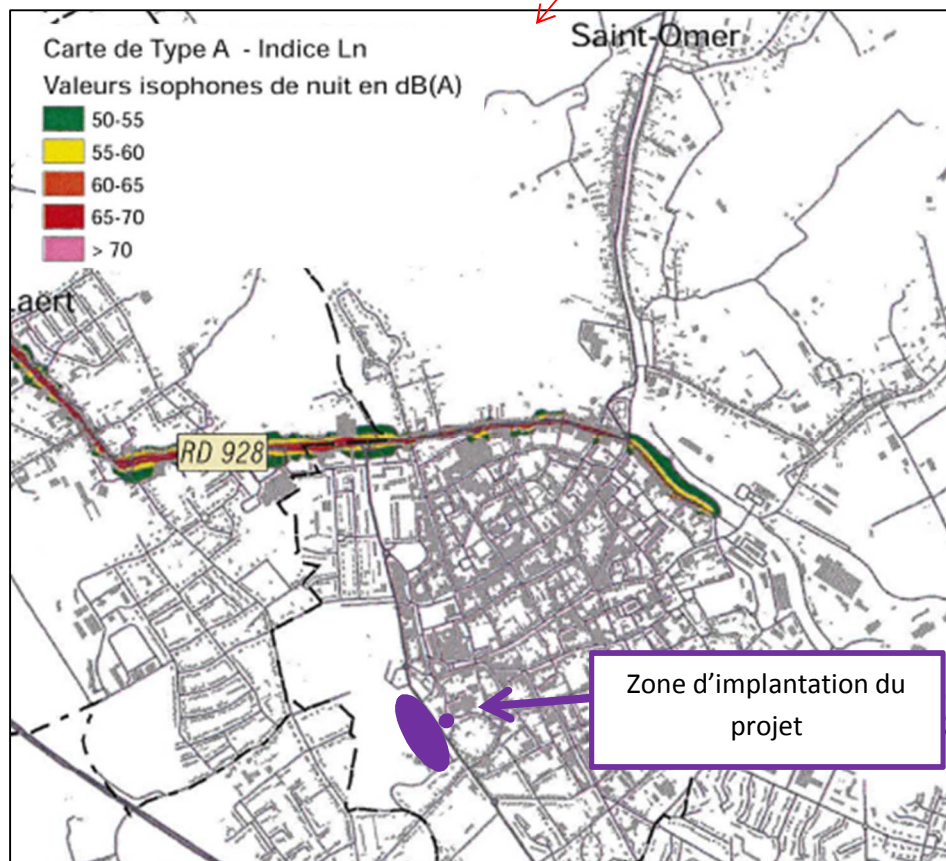 Carte de Type A - Indice Ln
Valeurs isophones de nuit en dB(A)
50-55
55-60
60-65
65-70
> 70
Saint-Omer
Laert
RD 928
Zone d'implantation du
projet